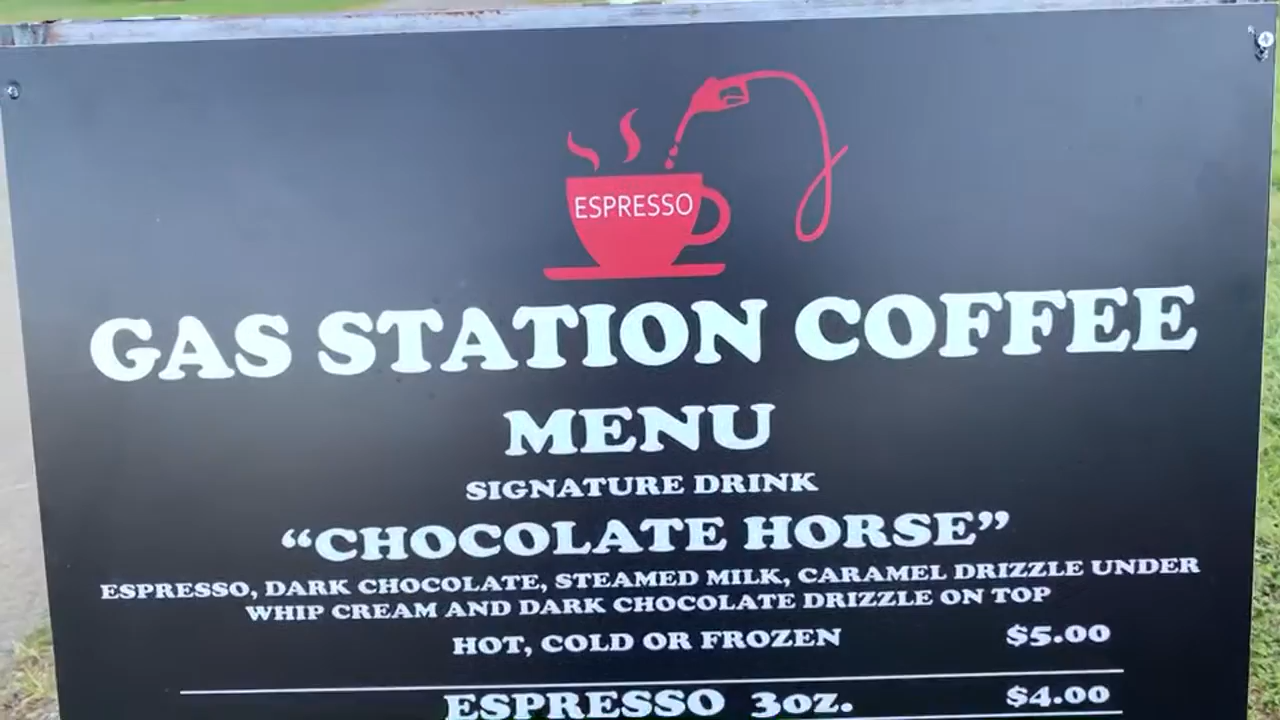 ESPRESSO
GAS STATION COFFEE
MENU
SIGNATURE DRINK
“CHOCOLATE HORSE”
ESPRESSO, DARK CHOCOLATE, STEAMED MILK, CARAMEL DRIZZLE UNDER
WHIP CREAM AND DARK CHOCOLATE DRIZZLE ON TOP
HOT, COLD OR FROZEN $5.00
ESPRESSO 3OZ. $4.00